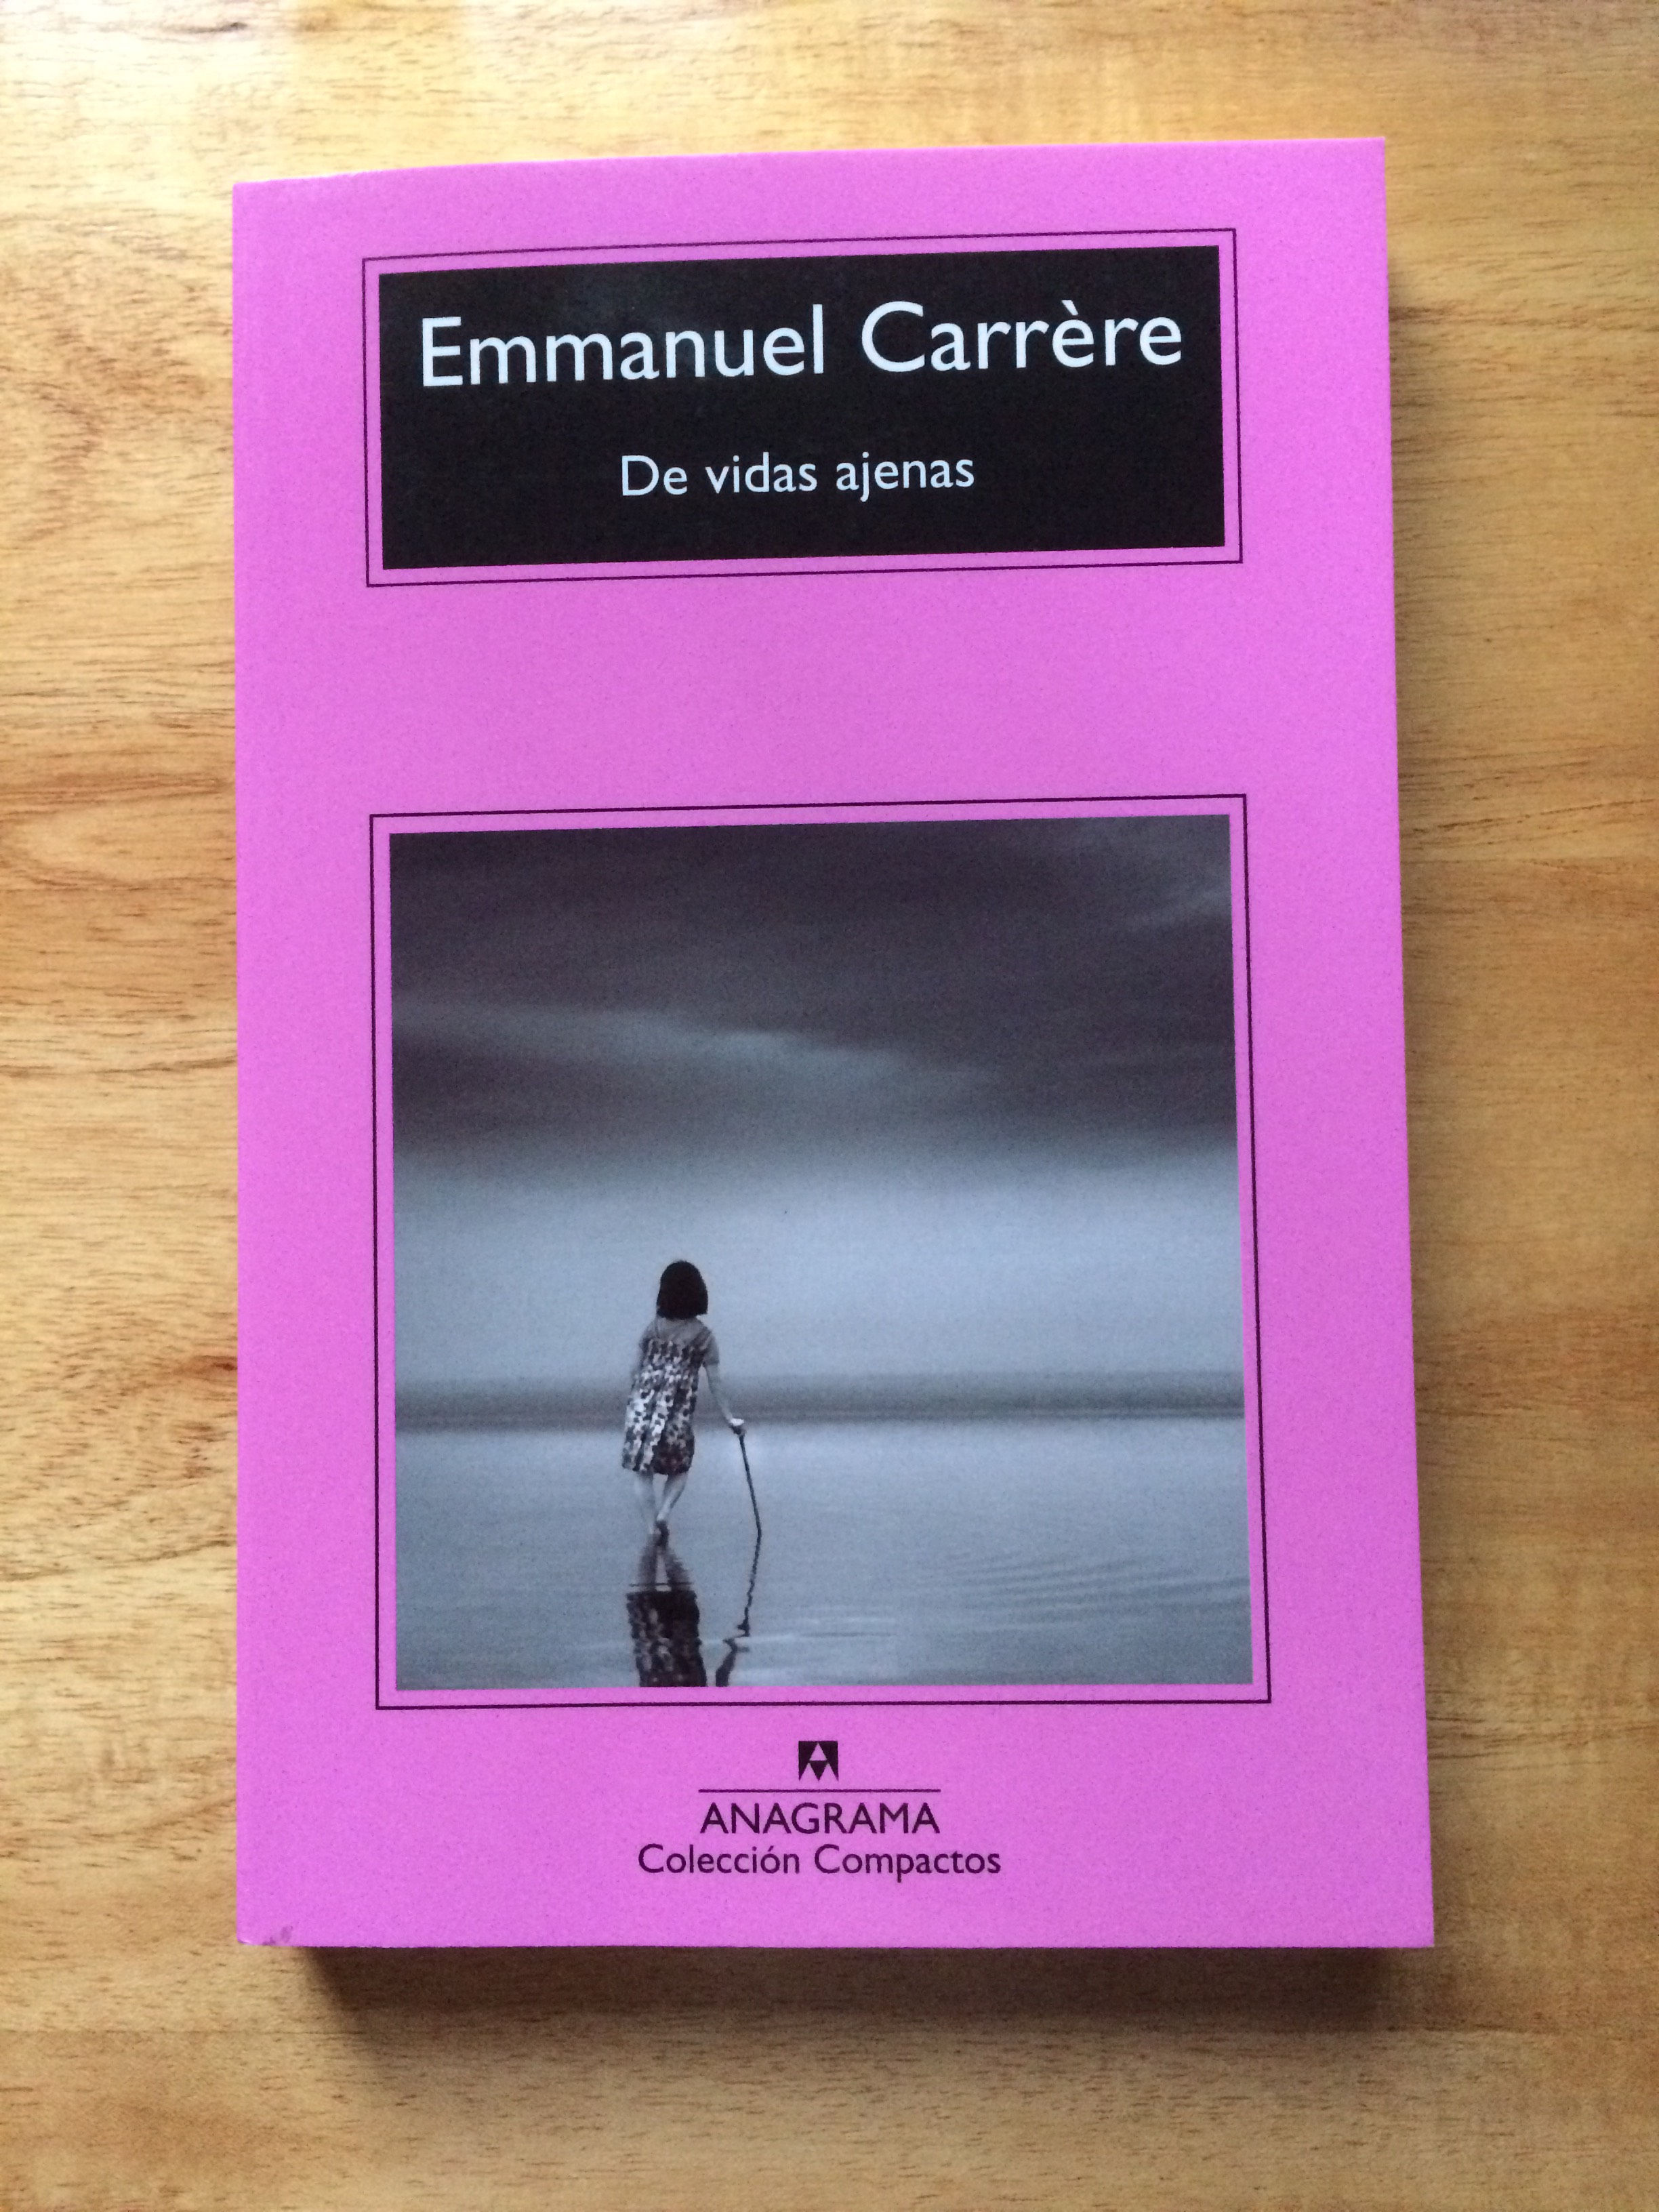 Emmanuel Carrère
De vidas ajenas
ANAGRAMA
Colección Compactos